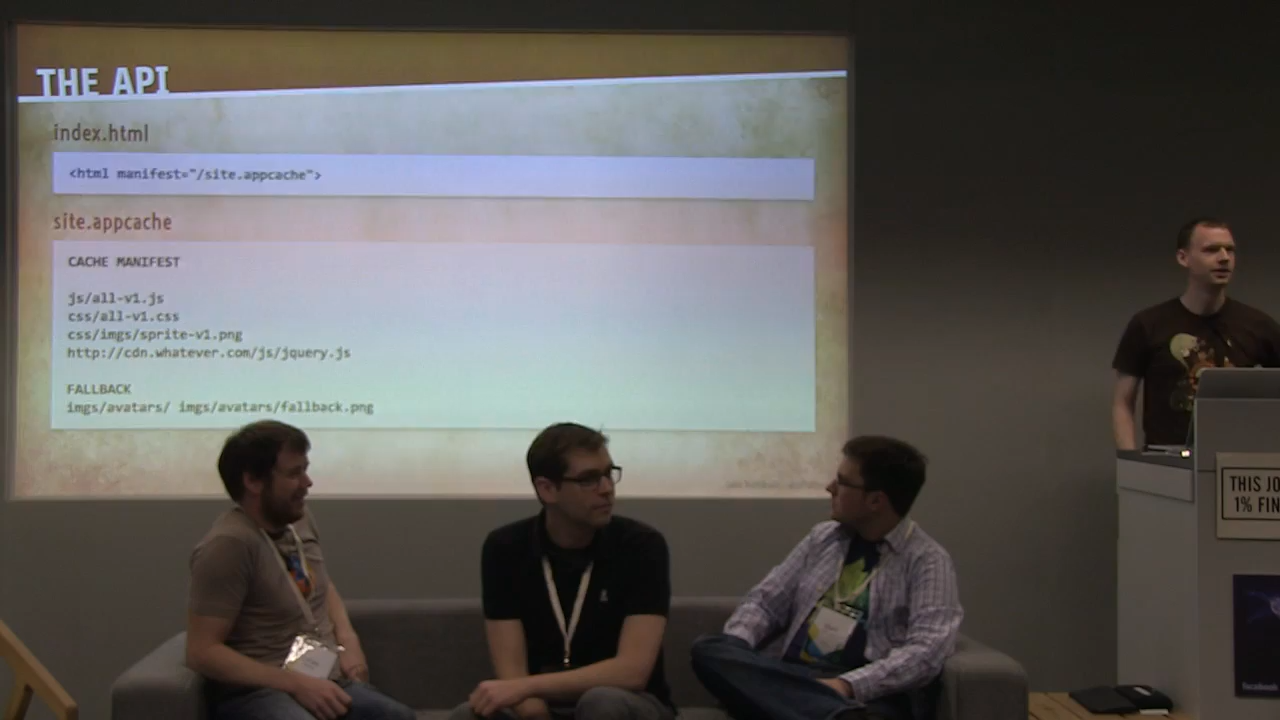 THE API
index.html
<html manifest="/site.appcache">
site.appcache
CACHE MANIFEST
js/all-v1.js
css/all-v1.css
css/imgs/sprite-v1.png
http://cdn.whatever.com/js/jquery.js
FALLBACK
imgs/avatars/ imgs/avatars/fallback.png
THIS JO
1% FIN
facebook